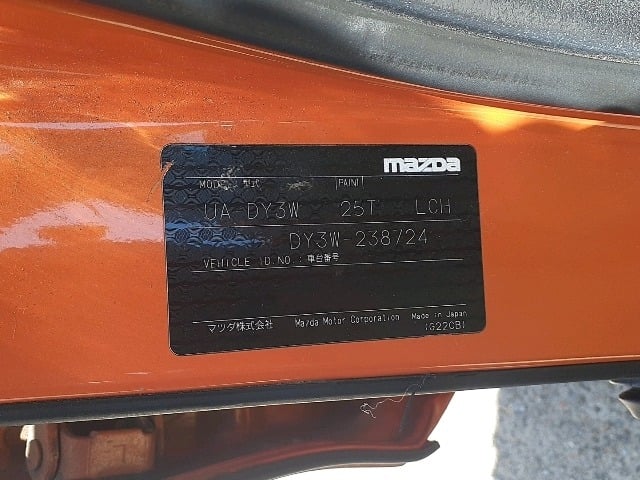 mazda
MODEL : 型式 PAINT
UA-DY3W 25T LCH
DY3W-238724
VEHICLE ID.NO. : 車台番号
マツダ株式会社 Mazda Motor Corporation Made in Japan
(G22CB)